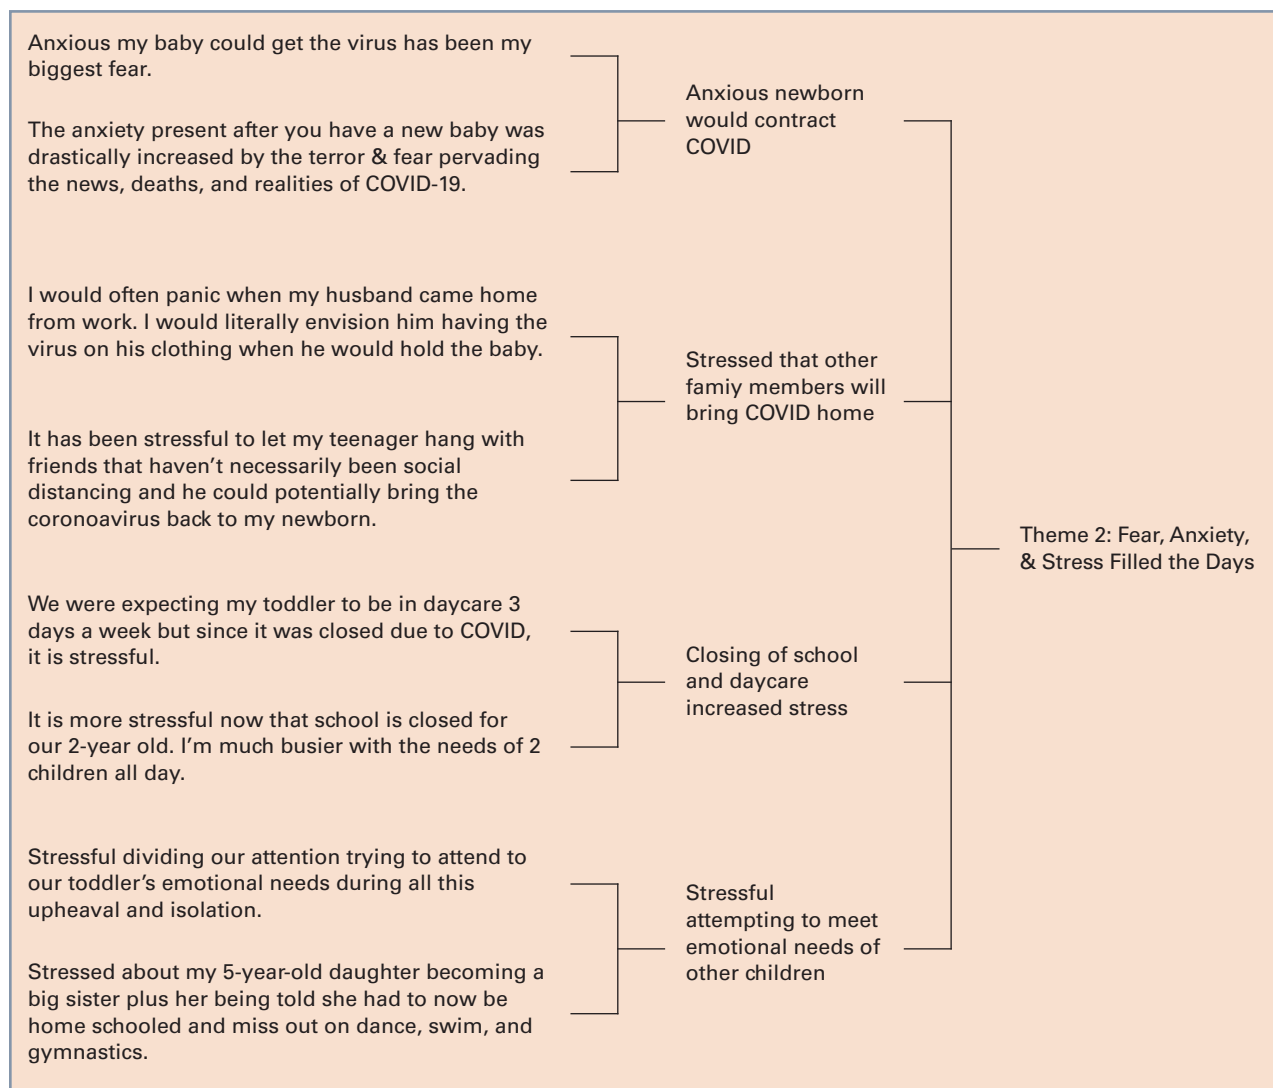 Anxious my baby could get the virus has been my
biggest fear.
The anxiety present after you have a new baby was
drastically increased by the terror & fear pervading
the news, deaths, and realities of COVID-19.
Anxious newborn
would contract
COVID
I would often panic when my husband came home
from work. I would literally envision him having the
virus on his clothing when he would hold the baby.
It has been stressful to let my teenager hang with
friends that haven't necessarily been social
distancing and he could potentially bring the
coronoavirus back to my newborn.
Stressed that other
famiy members will
bring COVID home
We were expecting my toddler to be in daycare 3
days a week but since it was closed due to COVID,
it is stressful.
It is more stressful now that school is closed for
our 2-year old. I'm much busier with the needs of 2
children all day.
Closing of school
and daycare
increased stress
Stressful dividing our attention trying to attend to
our toddler's emotional needs during all this
upheaval and isolation.
Stressed about my 5-year-old daughter becoming a
big sister plus her being told she had to now be
home schooled and miss out on dance, swim, and
gymnastics.
Stressful
attempting to meet
emotional needs of
other children
Theme 2: Fear, Anxiety,
& Stress Filled the Days